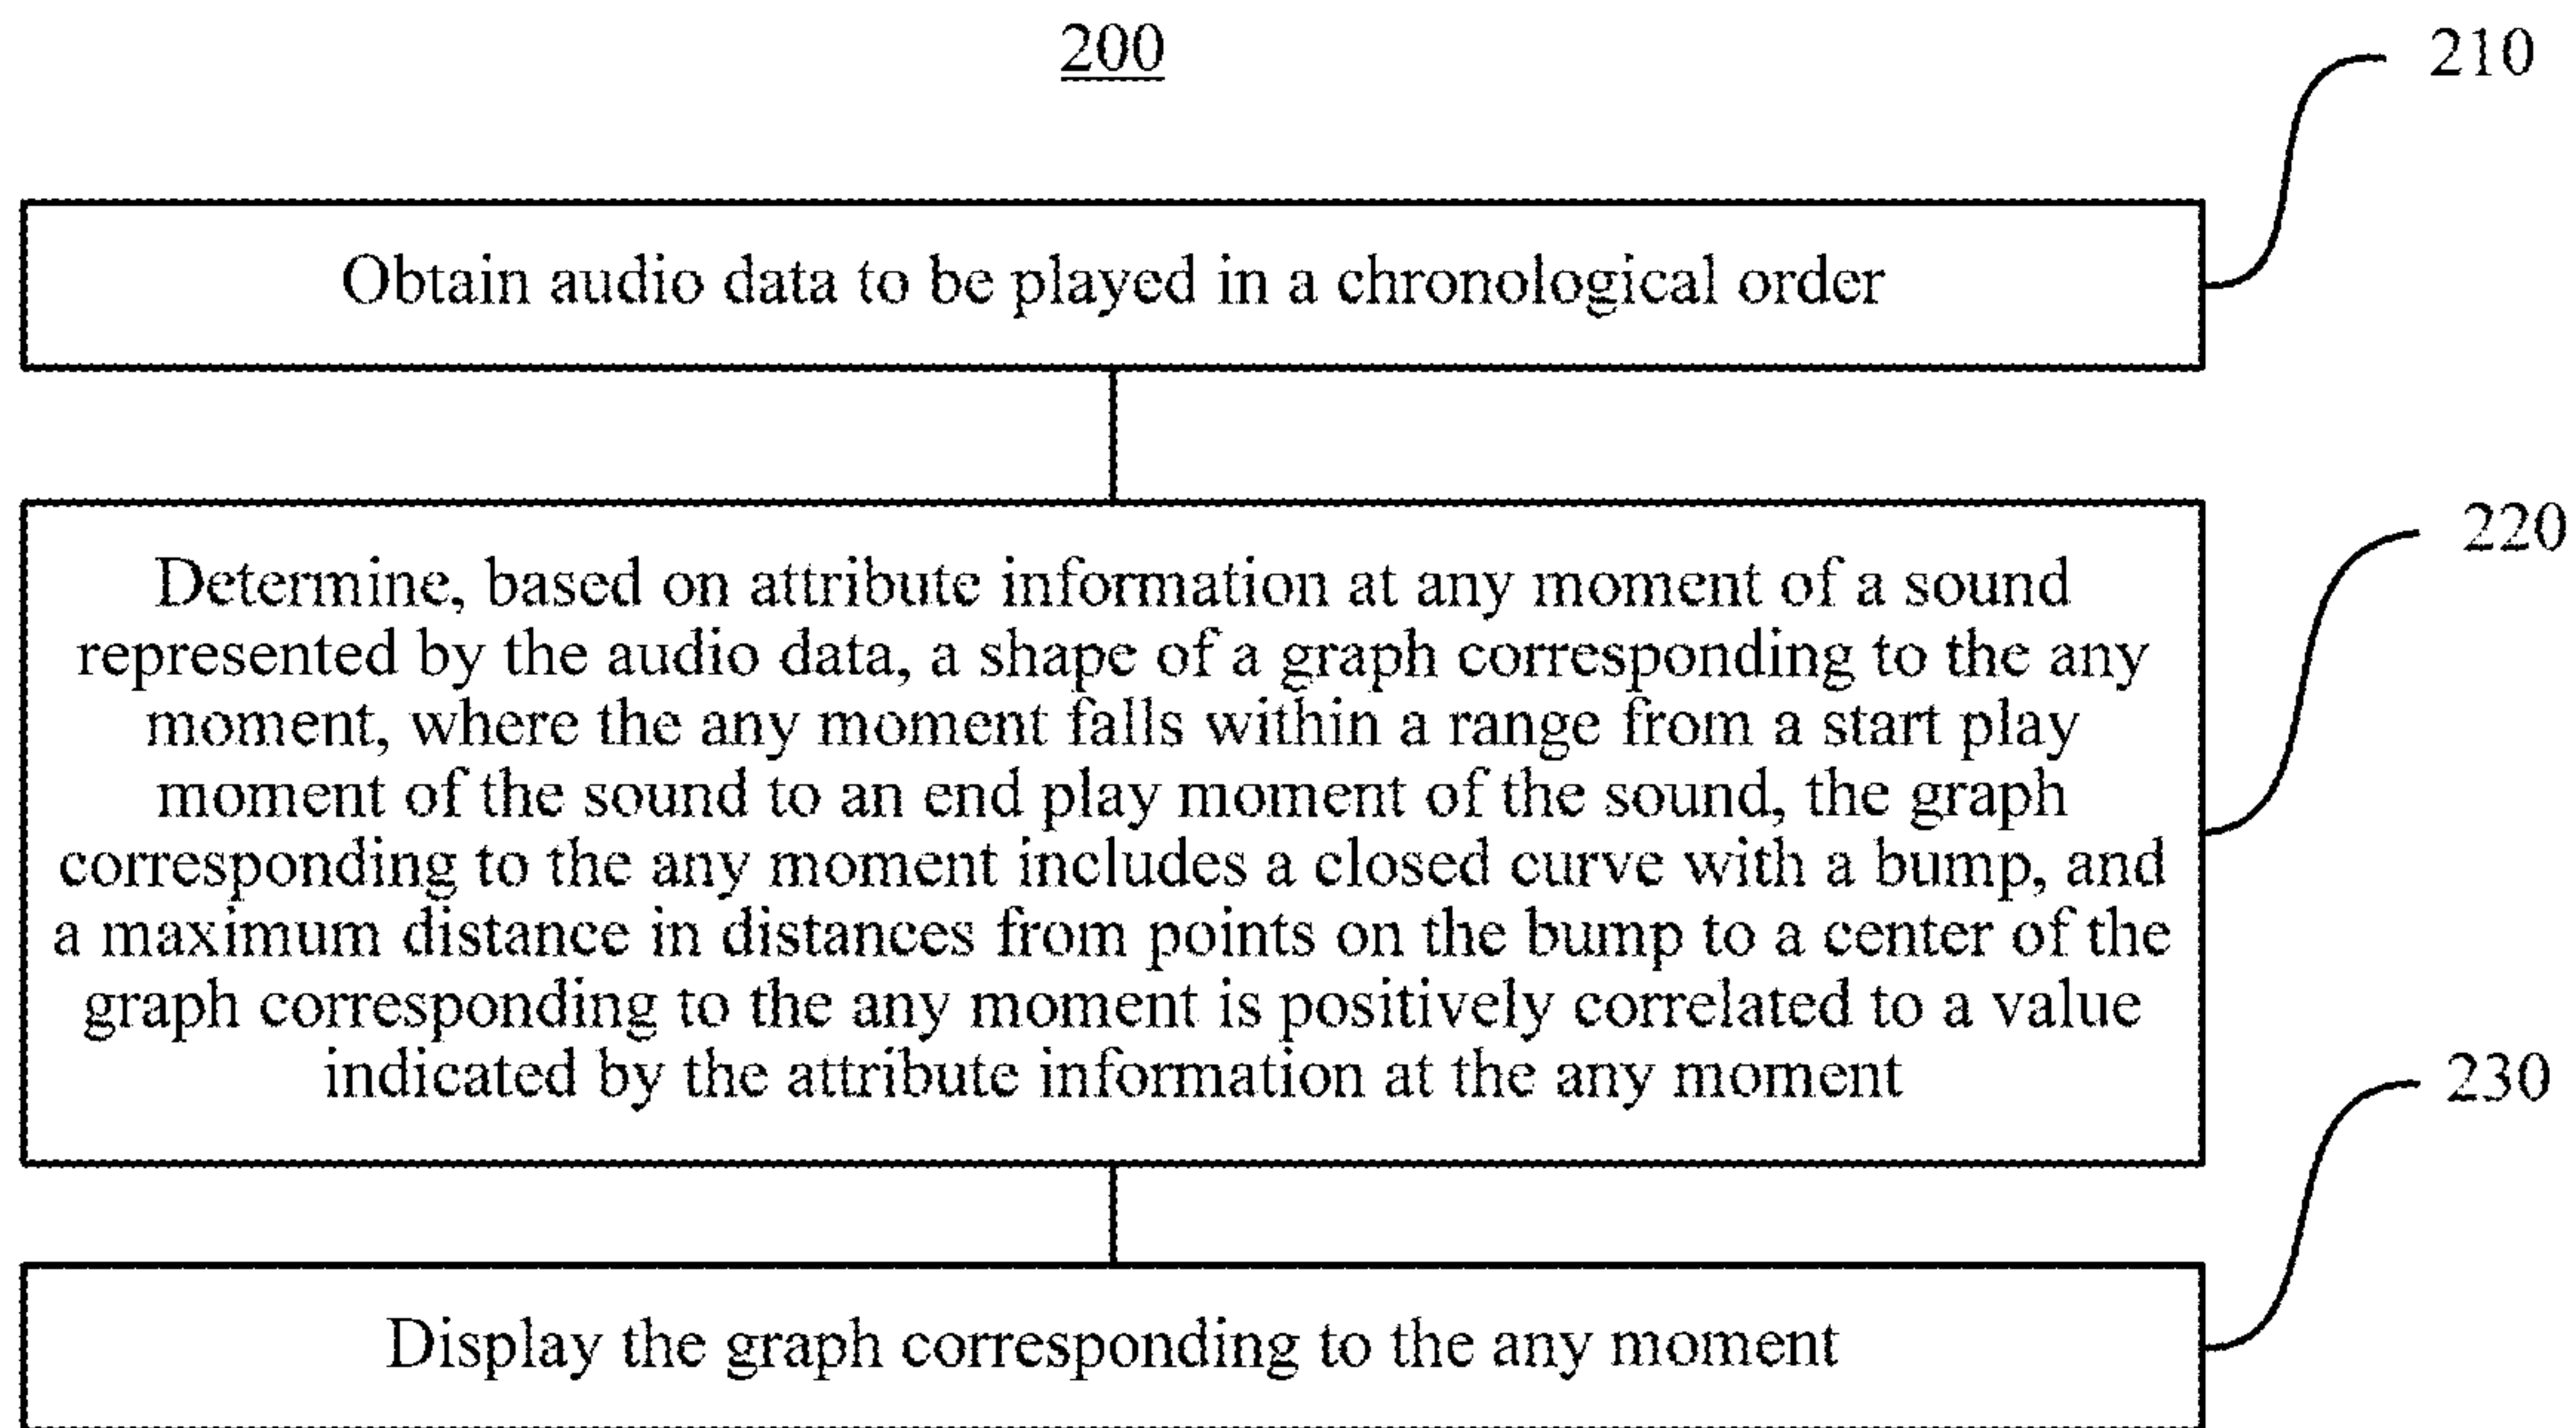 200
210
Obtain audio data to be played in a chronological order
220
Determine, based on attribute information at any moment of a sound
represented by the audio data, a shape of a graph corresponding to the any
moment, where the any moment falls within a range from a start play
moment of the sound to an end play moment of the sound, the graph
corresponding to the any moment includes a closed curve with a bump, and
a maximum distance in distances from points on the bump to a center of the
graph corresponding to the any moment is positively correlated to a value
indicated by the attribute information at the any moment
230
Display the graph corresponding to the any moment